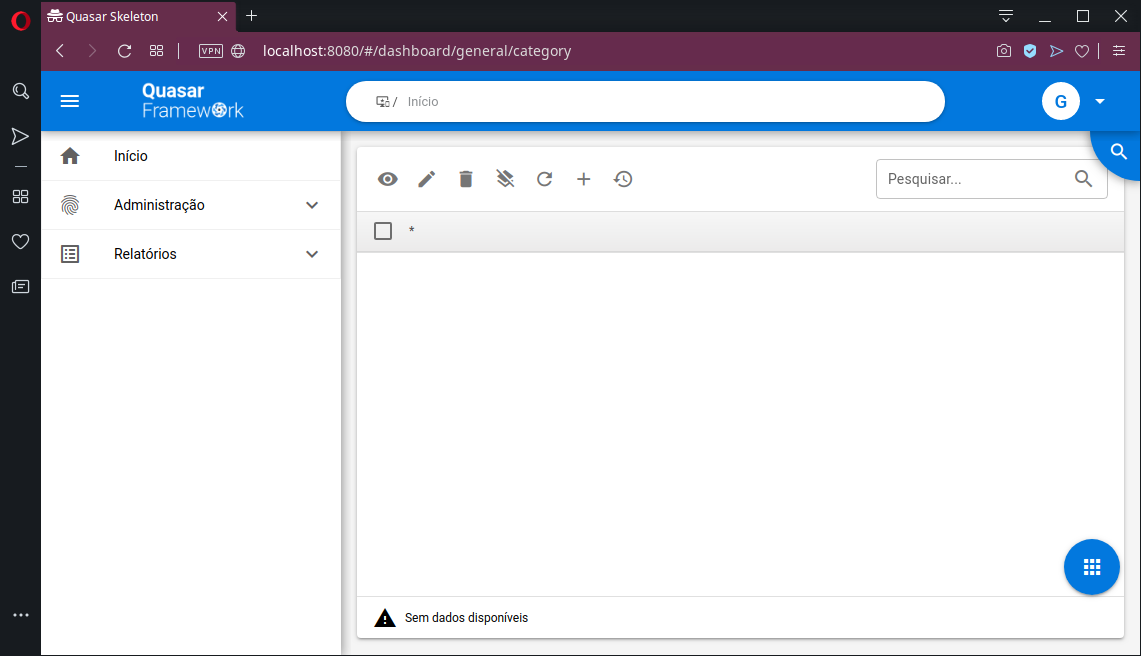 Quasar Skeleton
VPN
localhost:8080/#/dashboard/general/category
Quasar
Framework
/ Início
G
Início
Administração
Relatórios
Pesquisar...
*
Sem dados disponíveis